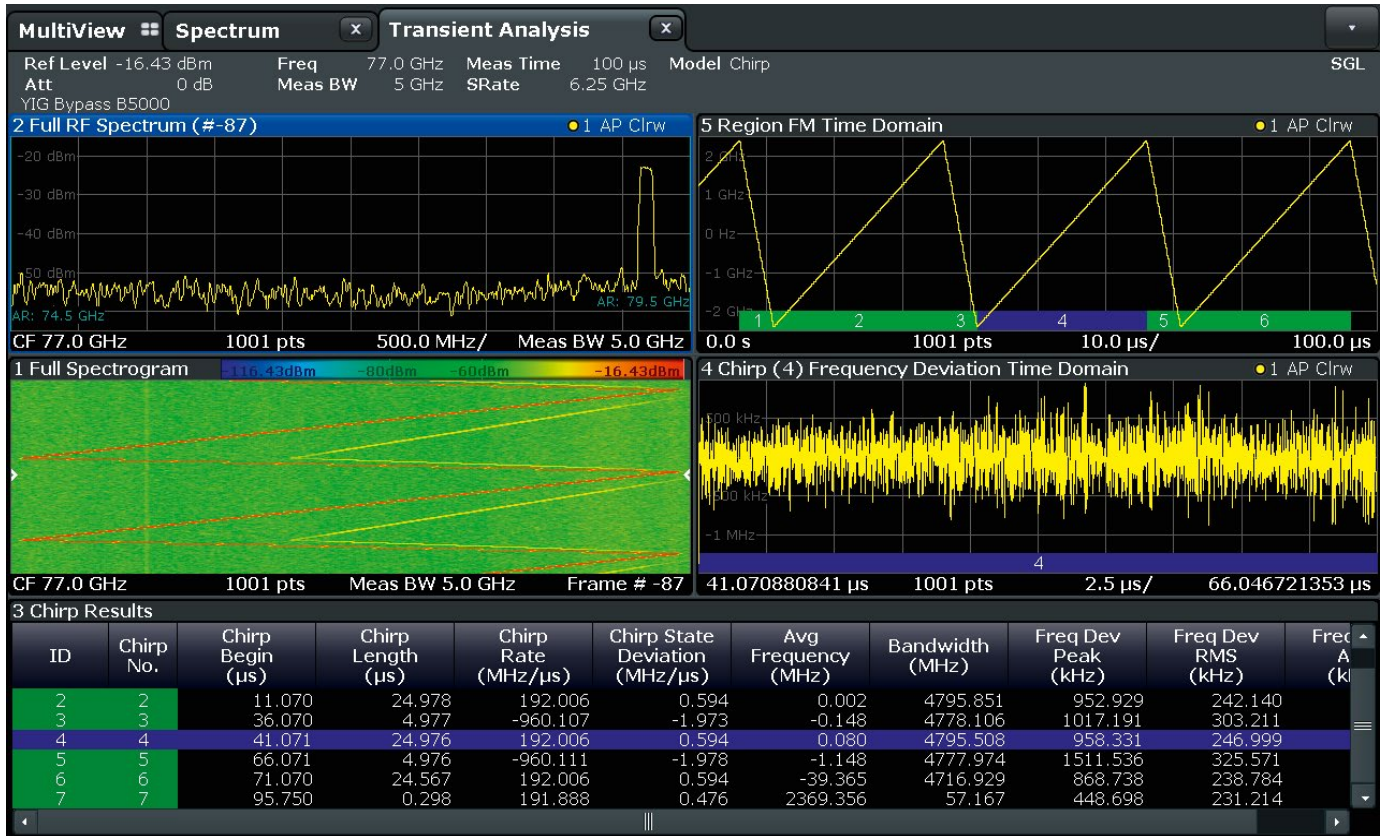 MultiView Spectrum X Transient Analysis X
Ref Level -16.43 dBm Freq 77.0 GHz Meas Time 100 µs Model Chirp SGL
Att 0 dB Meas BW 5 GHz SRate 6.25 GHz
YIG Bypass B5000
2 Full RF Spectrum (#-87) 1 AP Clrw
-20 dBm
-30 dBm
-40 dBm
-50 dBm
AR: 74.5 GHz AR: 79.5 GHz
CF 77.0 GHz 1001 pts 500.0 MHz/ Meas BW 5.0 GHz
5 Region FM Time Domain 1 AP Clrw
2 GHz
1 GHz
0 Hz
-1 GHz
-2 GHz
1 2 3 4 5 6
0.0 s 1001 pts 10.0 µs/ 100.0 µs
1 Full Spectrogram -116.43dBm -80dBm -60dBm -16.43dBm
CF 77.0 GHz 1001 pts Meas BW 5.0 GHz Frame # -87
4 Chirp (4) Frequency Deviation Time Domain 1 AP Clrw
500 kHz
-500 kHz
-1 MHz
4
41.070880841 µs 1001 pts 2.5 µs/ 66.046721353 µs
3 Chirp Results
ID Chirp No. Chirp Begin (µs) Chirp Length (µs) Chirp Rate (MHz/µs) Chirp State Deviation (MHz/µs) Avg Frequency (MHz) Bandwidth (MHz) Freq Dev Peak (kHz) Freq Dev RMS (kHz)
2 2 11.070 24.978 192.006 0.594 0.002 4795.851 952.929 242.140
3 3 36.070 4.977 -960.107 -1.973 -0.148 4778.106 1017.191 303.211
4 4 41.071 24.976 192.006 0.594 0.080 4795.508 958.331 246.999
5 5 66.071 4.976 -960.111 -1.978 -1.148 4777.974 1511.536 325.571
6 6 71.070 24.567 192.006 0.594 -39.365 4716.929 868.738 238.784
7 7 95.750 0.298 191.888 0.476 2369.356 57.167 448.698 231.214